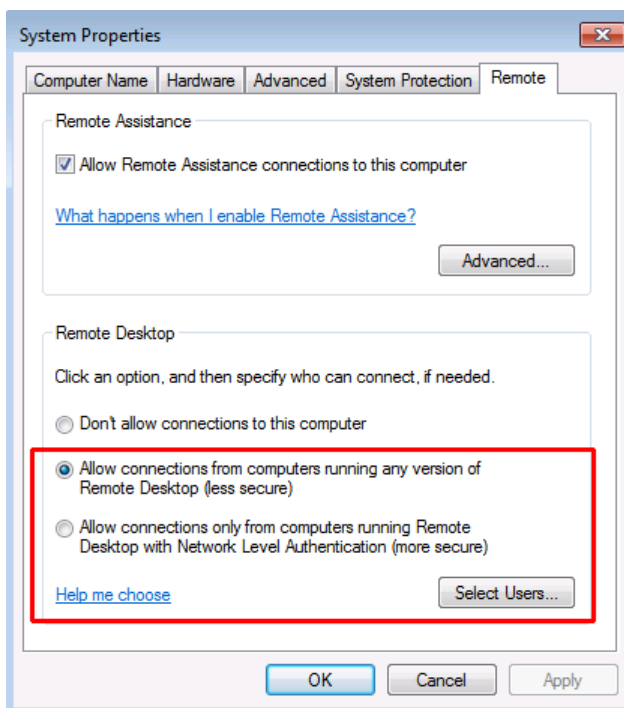 System Properties
Computer Name Hardware Advanced System Protection Remote
Remote Assistance
Allow Remote Assistance connections to this computer
What happens when I enable Remote Assistance?
Advanced...
Remote Desktop
Click an option, and then specify who can connect, if needed.
Don't allow connections to this computer
Allow connections from computers running any version of
Remote Desktop (less secure)
Allow connections only from computers running Remote
Desktop with Network Level Authentication (more secure)
Help me choose
Select Users...
OK Cancel Apply